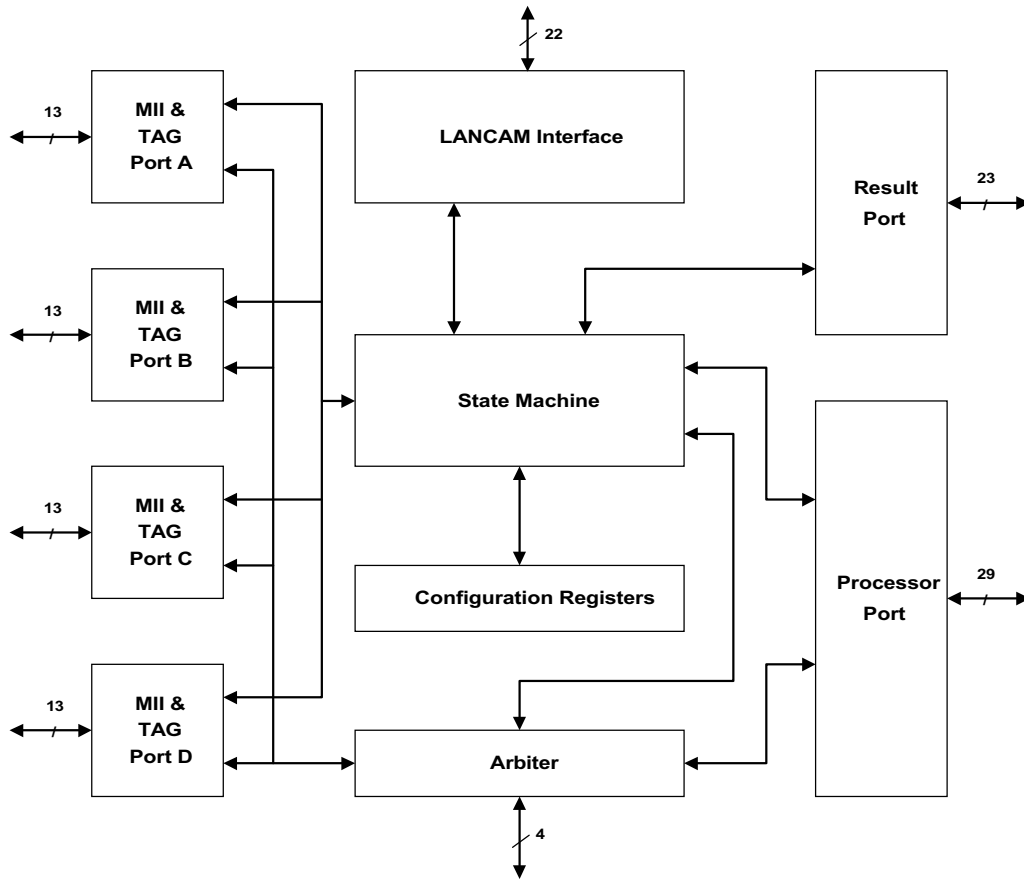 22
13
MII &
TAG
Port A
LANCAM Interface
Result
Port
23
13
MII &
TAG
Port B
State Machine
13
MII &
TAG
Port C
Configuration Registers
Processor
Port
29
13
MII &
TAG
Port D
Arbiter
4